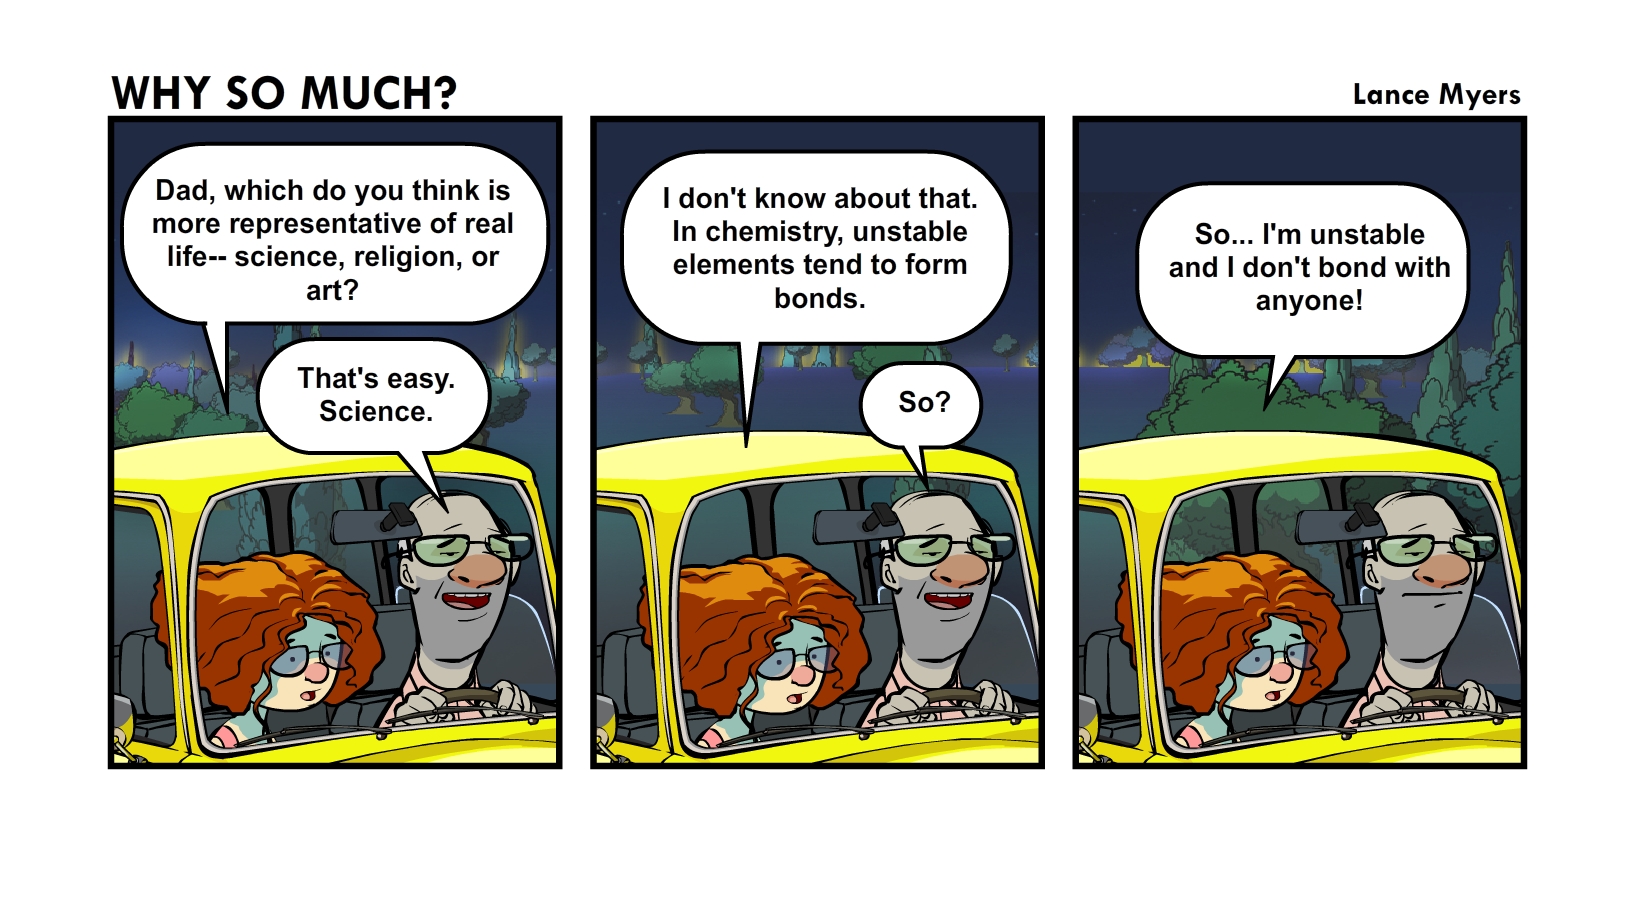 WHY SO MUCH?
Lance Myers
Dad, which do you think is
more representative of real
life-- science, religion, or
art?
That's easy.
Science.
I don't know about that.
In chemistry, unstable
elements tend to form
bonds.
So?
So... I'm unstable
and I don't bond with
anyone!